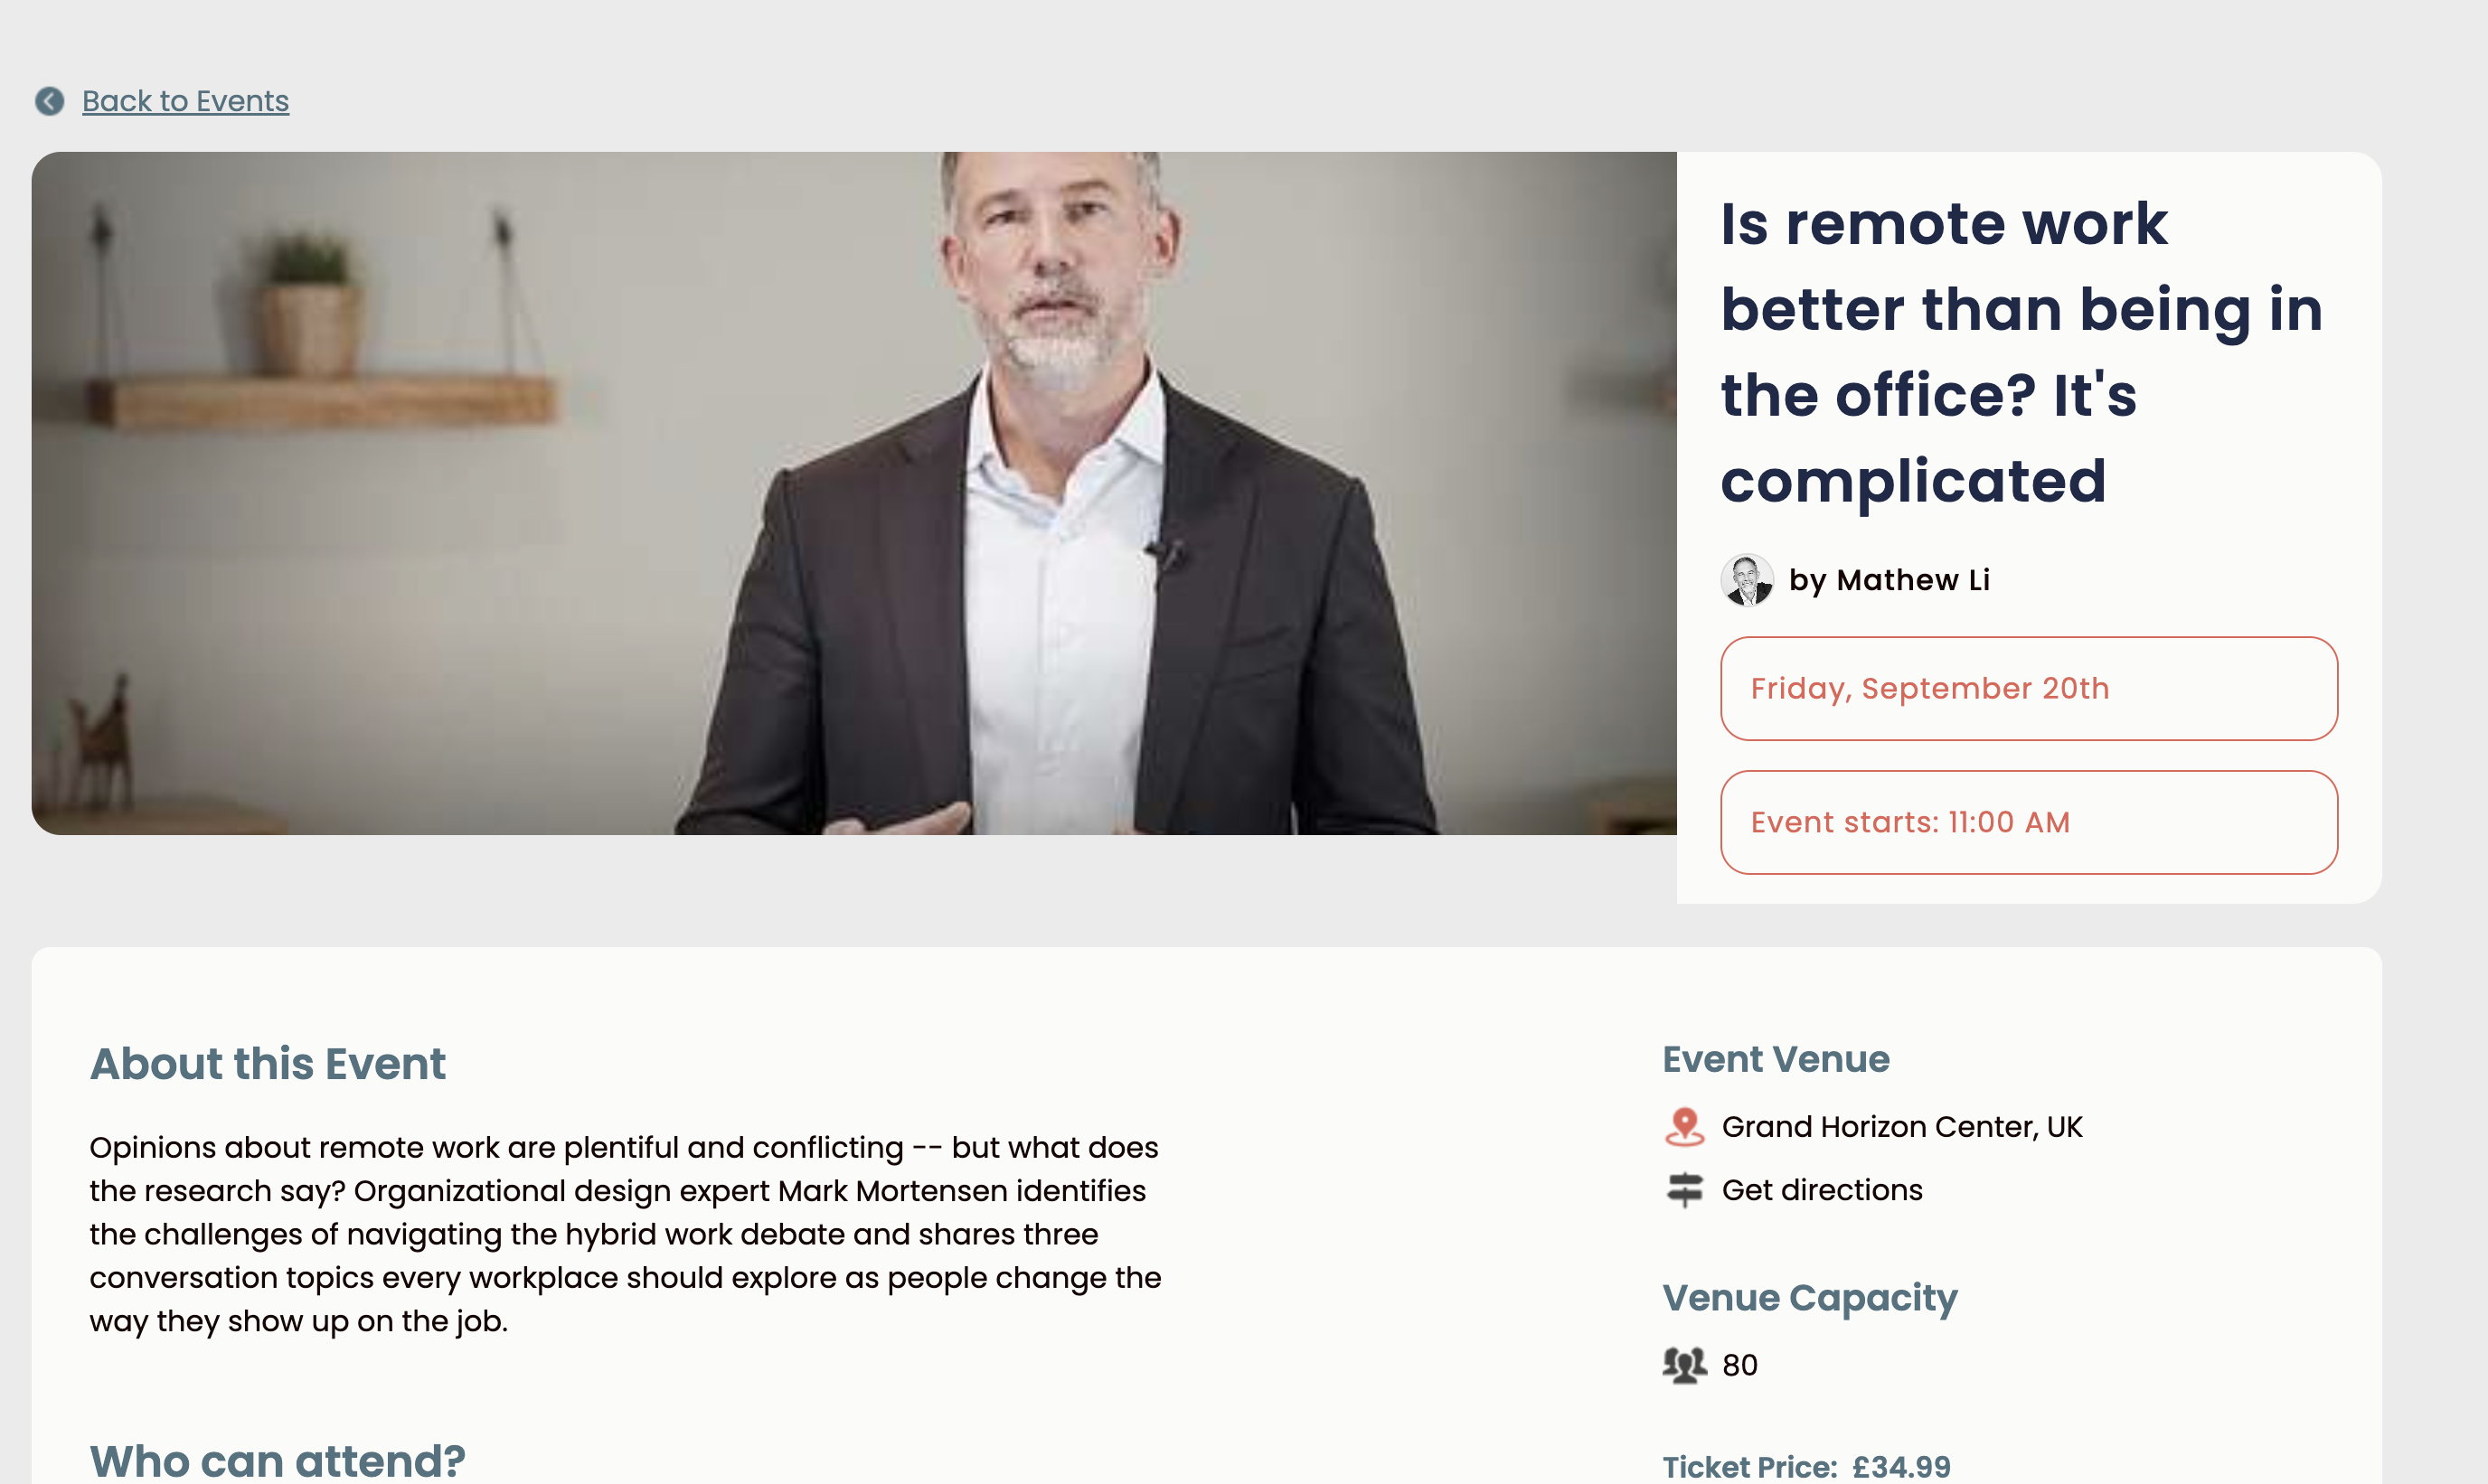 Back to Events
Is remote work
better than being in
the office? It's
complicated
by Mathew Li
Friday, September 20th
Event starts: 11:00 AM
About this Event
Opinions about remote work are plentiful and conflicting -- but what does
the research say? Organizational design expert Mark Mortensen identifies
the challenges of navigating the hybrid work debate and shares three
conversation topics every workplace should explore as people change the
way they show up on the job.
Who can attend?
Event Venue
Grand Horizon Center, UK
Get directions
Venue Capacity
80
Ticket Price: £34.99